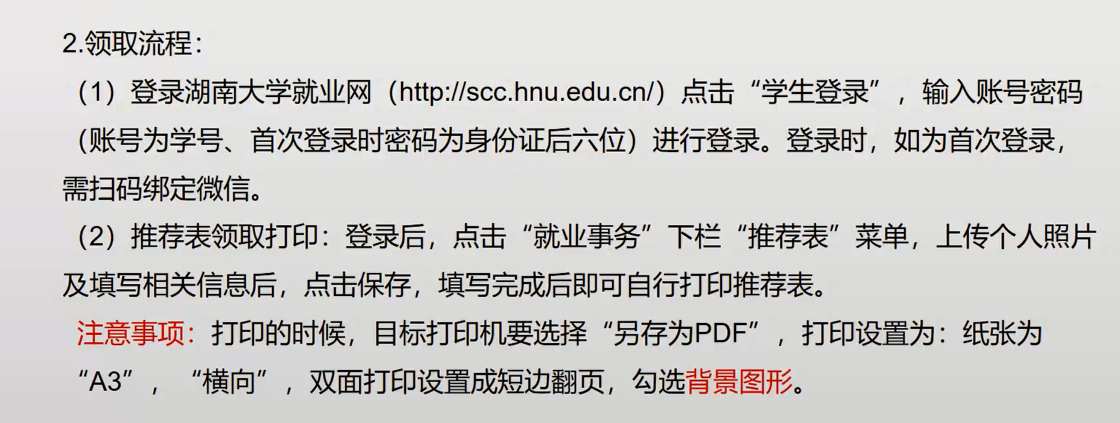 2.领取流程：
（1）登录湖南大学就业网（http://scc.hnu.edu.cn/）点击“学生登录”，输入账号密码
（账号为学号、首次登录时密码为身份证后六位）进行登录。登录时，如为首次登录，
需扫码绑定微信。
（2）推荐表领取打印：登录后，点击“就业事务”下栏“推荐表”菜单，上传个人照片
及填写相关信息后，点击保存，填写完成后即可自行打印推荐表。
注意事项：打印的时候，目标打印机要选择“另存为PDF”，打印设置为：纸张为
“A3”，“横向”，双面打印设置成短边翻页，勾选背景图形。